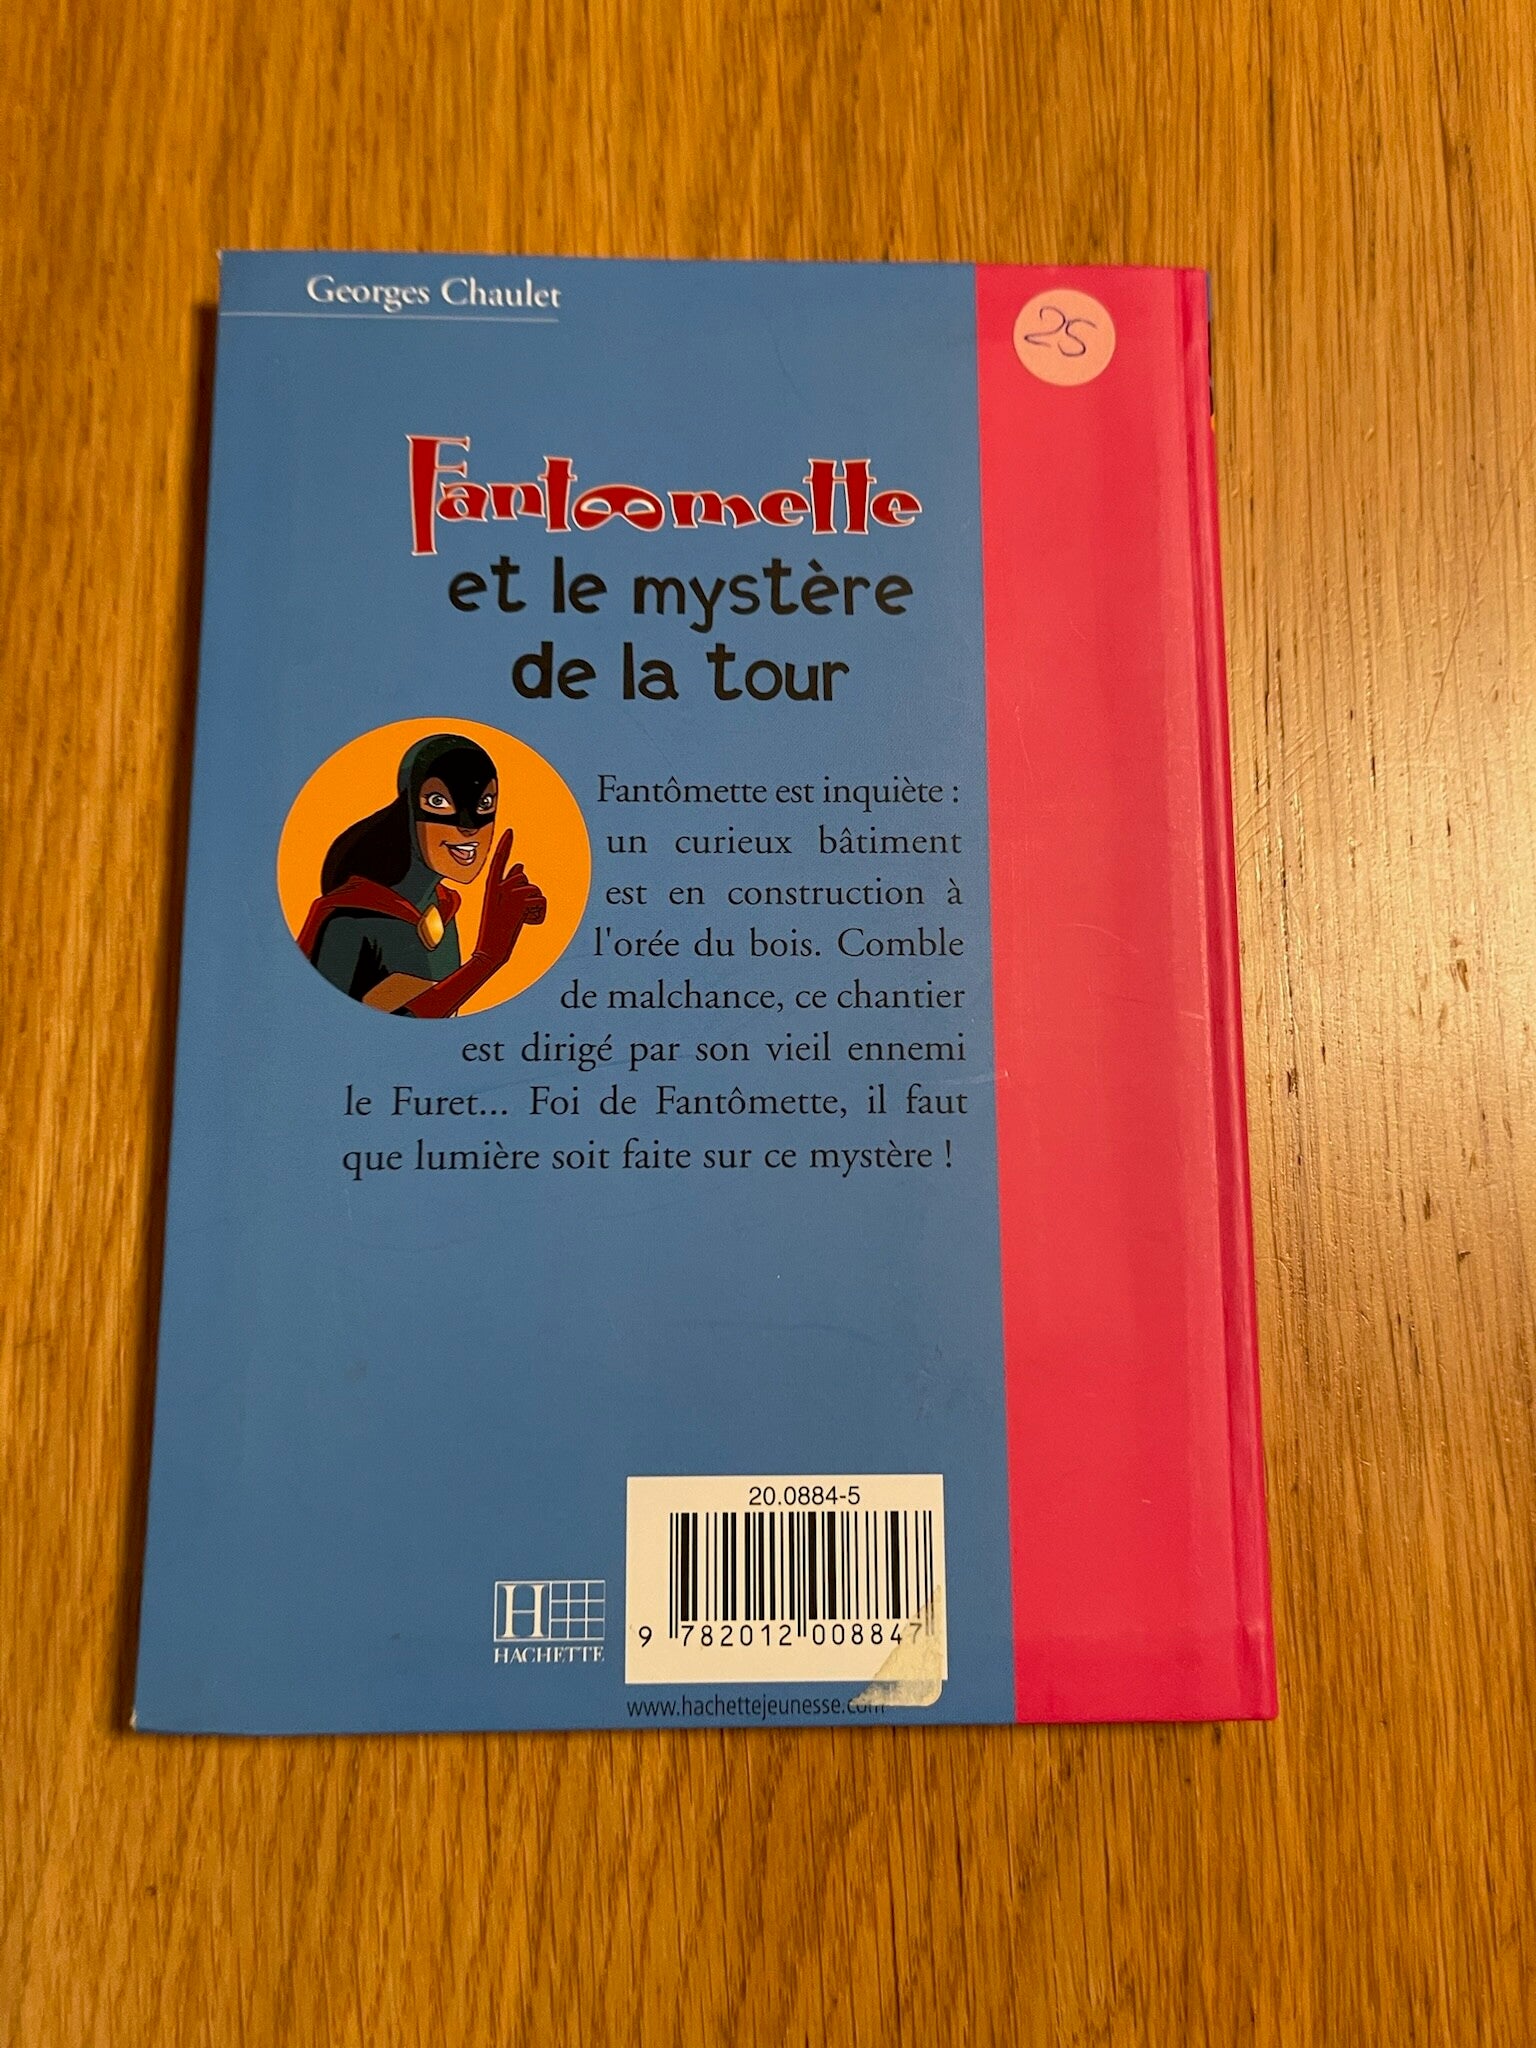 Georges Chaulet
25
Fantomette
et le mystère
de la tour
Fantômette est inquiète :
un curieux bâtiment
est en construction à
l'orée du bois. Comble
de malchance, ce chantier
est dirigé par son vieil ennemi
le Furet... Foi de Fantômette, il faut
que lumière soit faite sur ce mystère !
20.0884-5
9 782012 008847
H
HACHETTE
www.hachettejeunesse.com